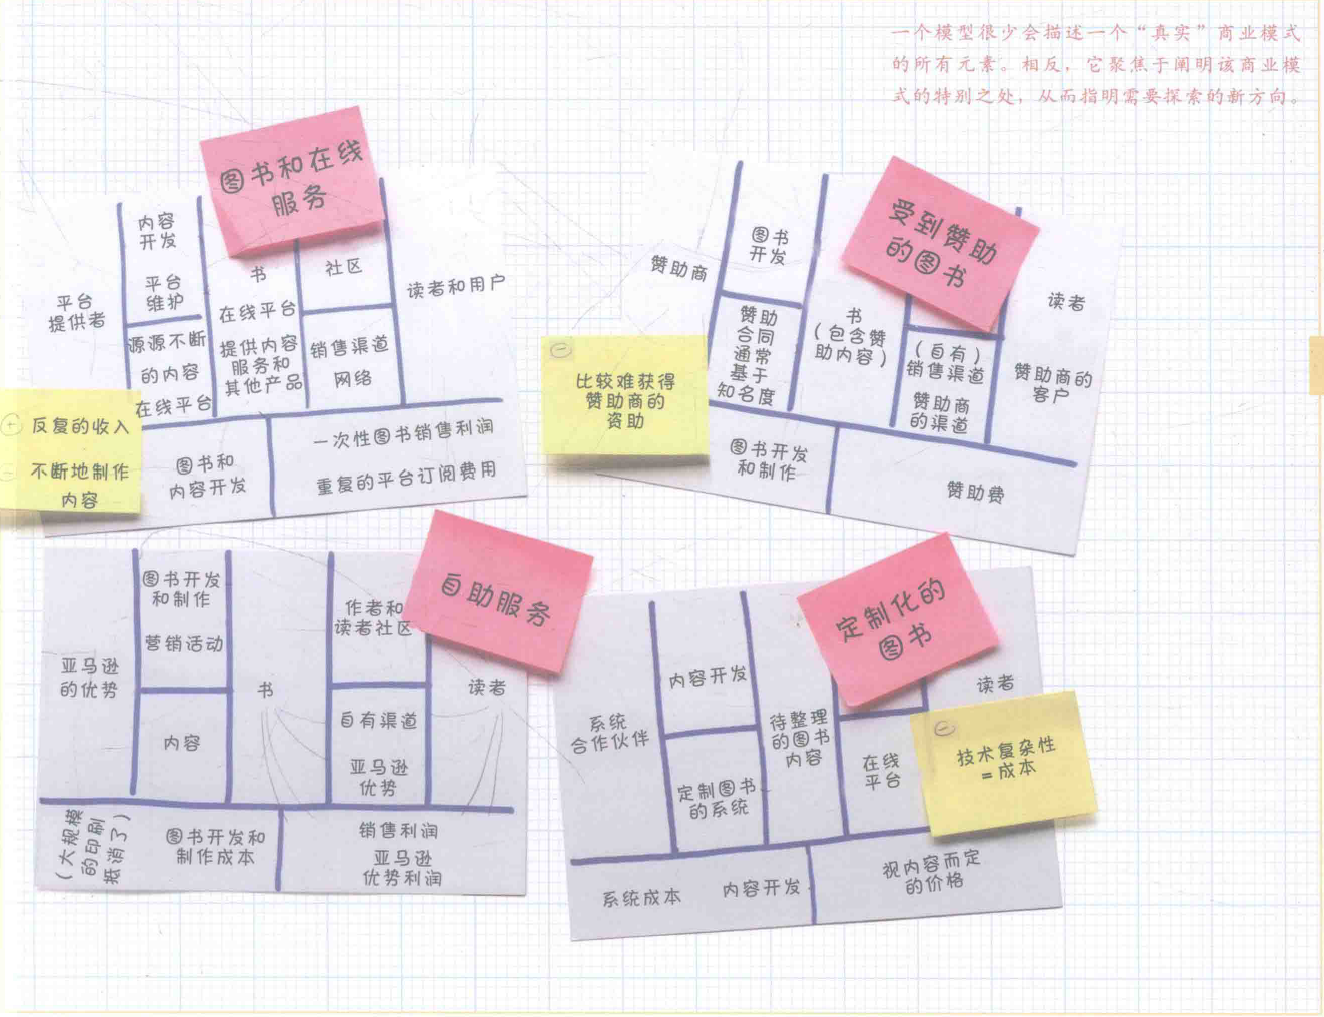 一个模型很少会描述一个“真实”商业模式
的所有元素。相反，它聚焦于阐明该商业模
式的特别之处，从而指明需要探索的新方向。
图书和在线
服务
平台
提供者
内容
开发
平台
维护
源源不断
的内容
在线平台
书
在线平台
提供内容
服务和
其他产品
社区
销售渠道
网络
读者和用户
图书和
内容开发
一次性图书销售利润
重复的平台订阅费用
+
反复的收入
−
不断地制作
内容
受到赞助
的图书
赞助商
图书
开发
赞助
合同
通常
基于
知名度
书
（包含赞
助内容）
（自有）
销售渠道
赞助商
的渠道
读者
赞助商的
客户
图书开发
和制作
赞助费
−
比较难获得
赞助商的
资助
自助服务
亚马逊
的优势
图书开发
和制作
营销活动
内容
书
作者和
读者社区
自有渠道
亚马逊
优势
读者
（大规模
的印刷
抵消了）
图书开发和
制作成本
销售利润
亚马逊
优势利润
定制化的
图书
系统
合作伙伴
内容开发
定制图书
的系统
待整理
的图书
内容
在线
平台
读者
系统成本
内容开发
视内容而定
的价格
−
技术复杂性
=成本